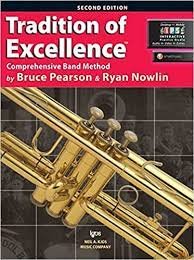 SECOND EDITION
Tradition of
Excellence
Comprehensive Band Method
by Bruce Pearson & Ryan Nowlin
INTERACTIVE
kjos
NEIL A. KJOS
MUSIC COMPANY